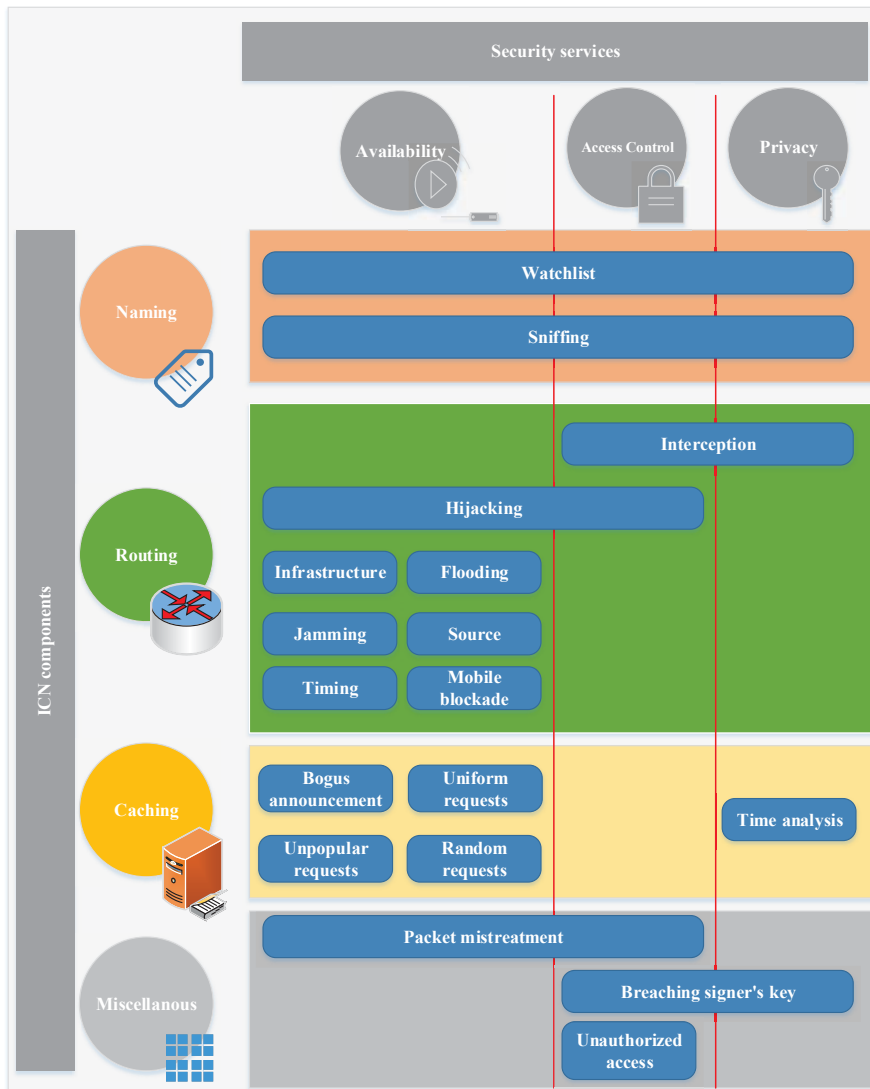 Security services
Availability
Access Control
Privacy
ICN components
Naming
Watchlist
Sniffing
Routing
Interception
Hijacking
Infrastructure
Flooding
Jamming
Source
Timing
Mobile
blockade
Caching
Bogus
announcement
Uniform
requests
Time analysis
Unpopular
requests
Random
requests
Miscellanous
Packet mistreatment
Breaching signer's key
Unauthorized
access